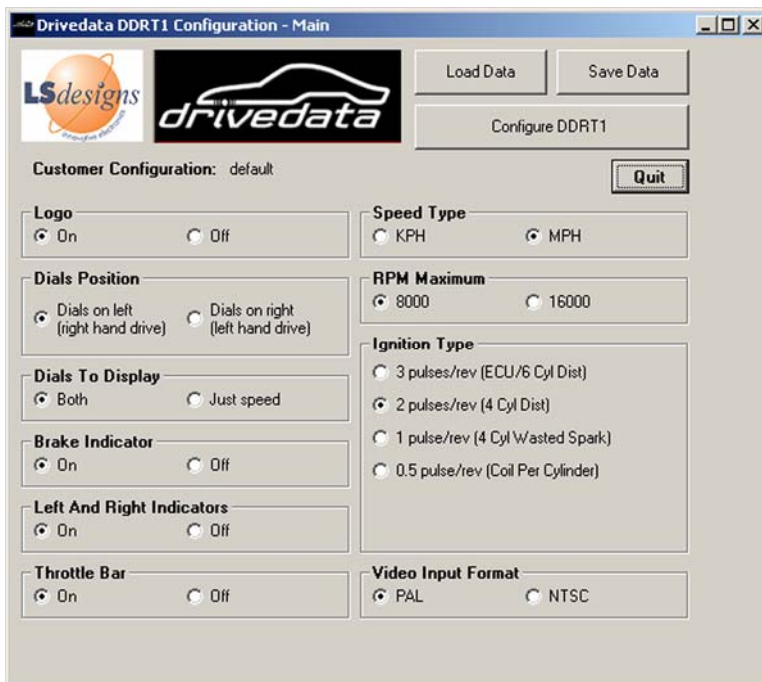 Drivedata DDRT1 Configuration - Main
LSdesigns
innovative electronics
drivedata
Load Data
Save Data
Configure DDRT1
Customer Configuration: default
Quit
Logo
On
Off
Speed Type
KPH
MPH
Dials Position
Dials on left
(right hand drive)
Dials on right
(left hand drive)
RPM Maximum
8000
16000
Ignition Type
3 pulses/rev (ECU/6 Cyl Dist)
2 pulses/rev (4 Cyl Dist)
1 pulse/rev (4 Cyl Wasted Spark)
0.5 pulse/rev (Coil Per Cylinder)
Dials To Display
Both
Just speed
Brake Indicator
On
Off
Left And Right Indicators
On
Off
Throttle Bar
On
Off
Video Input Format
PAL
NTSC